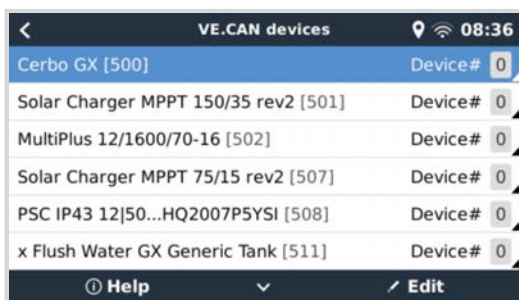 VE.CAN devices 08:36
Cerbo GX [500] Device# 0
Solar Charger MPPT 150/35 rev2 [501] Device# 0
MultiPlus 12/1600/70-16 [502] Device# 0
Solar Charger MPPT 75/15 rev2 [507] Device# 0
PSC IP43 12|50...HQ2007P5YSI [508] Device# 0
x Flush Water GX Generic Tank [511] Device# 0
Help Edit